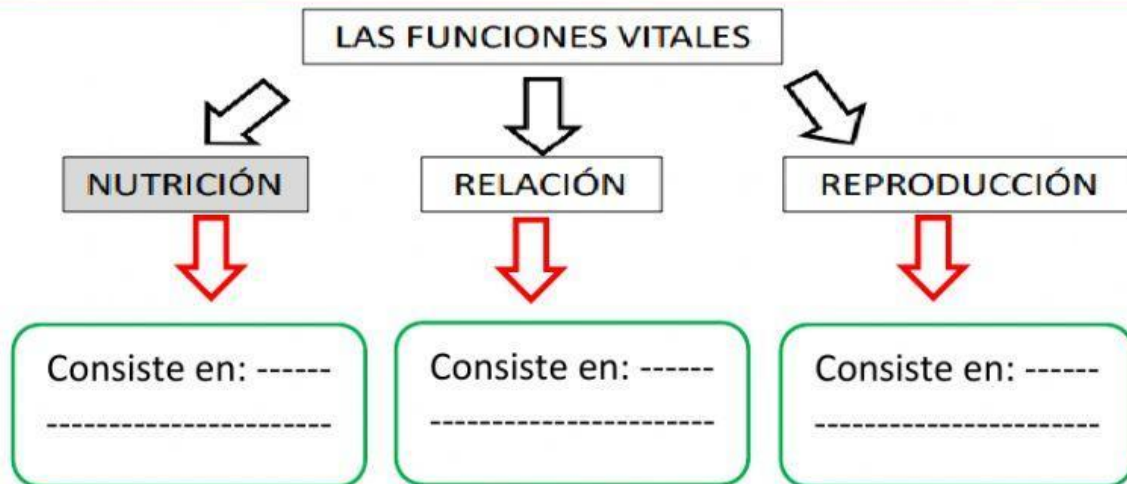 LAS FUNCIONES VITALES
NUTRICIÓN
RELACIÓN
REPRODUCCIÓN
Consiste en: ------
-----------------------
Consiste en: ------
-----------------------
Consiste en: ------
-----------------------